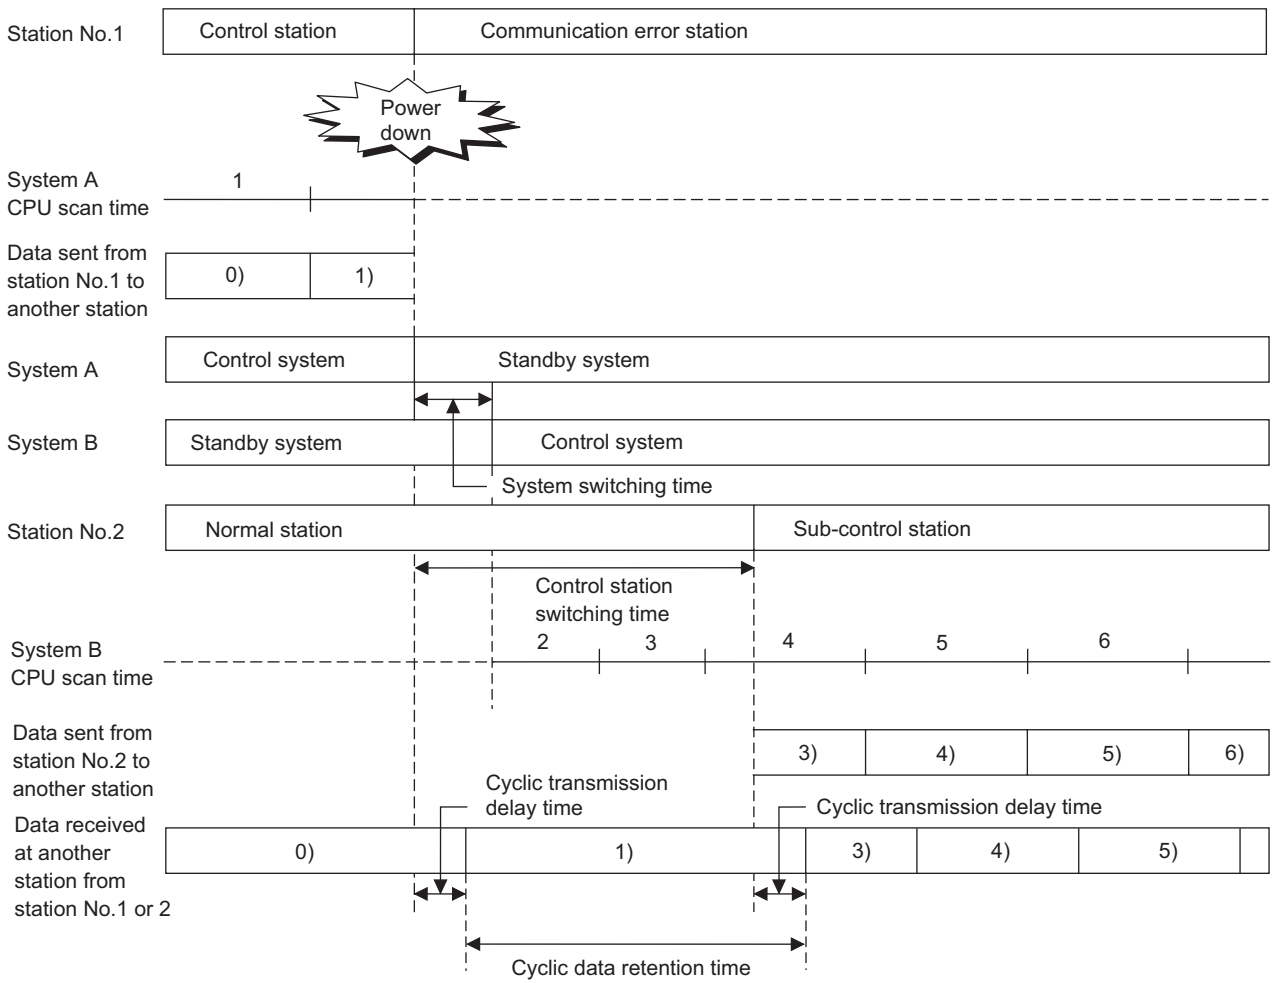 Station No.1
Control station
Communication error station
Power
down
System A
CPU scan time
1
Data sent from
station No.1 to
another station
0)
1)
System A
Control system
Standby system
System B
Standby system
Control system
System switching time
Station No.2
Normal station
Sub-control station
Control station
switching time
System B
CPU scan time
2
3
4
5
6
Data sent from
station No.2 to
another station
3)
4)
5)
6)
Cyclic transmission
delay time
Cyclic transmission delay time
Data received
at another
station from
station No.1 or 2
0)
1)
3)
4)
5)
Cyclic data retention time